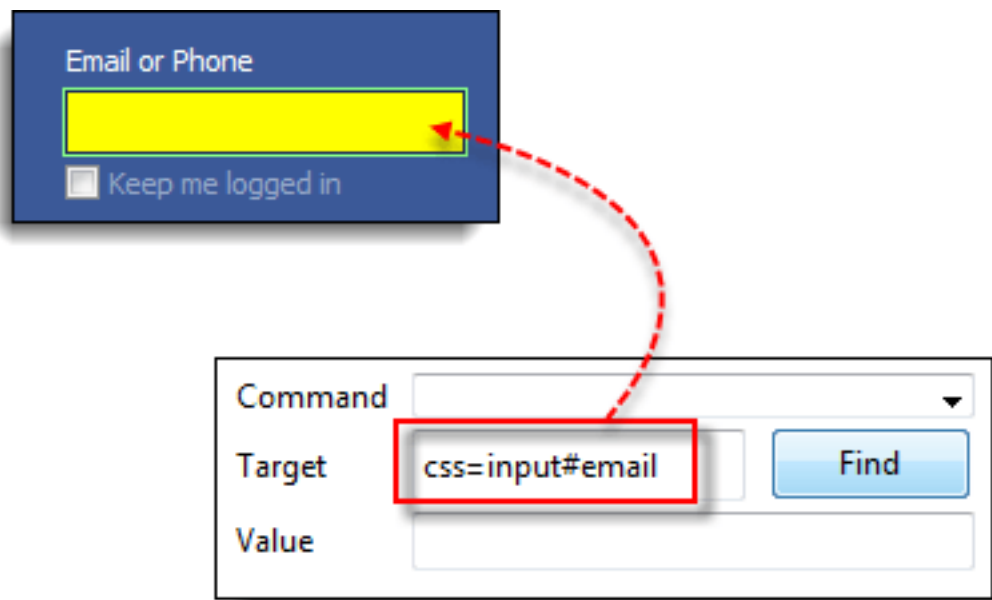 Email or Phone
Keep me logged in
Command
Target css=input#email Find
Value